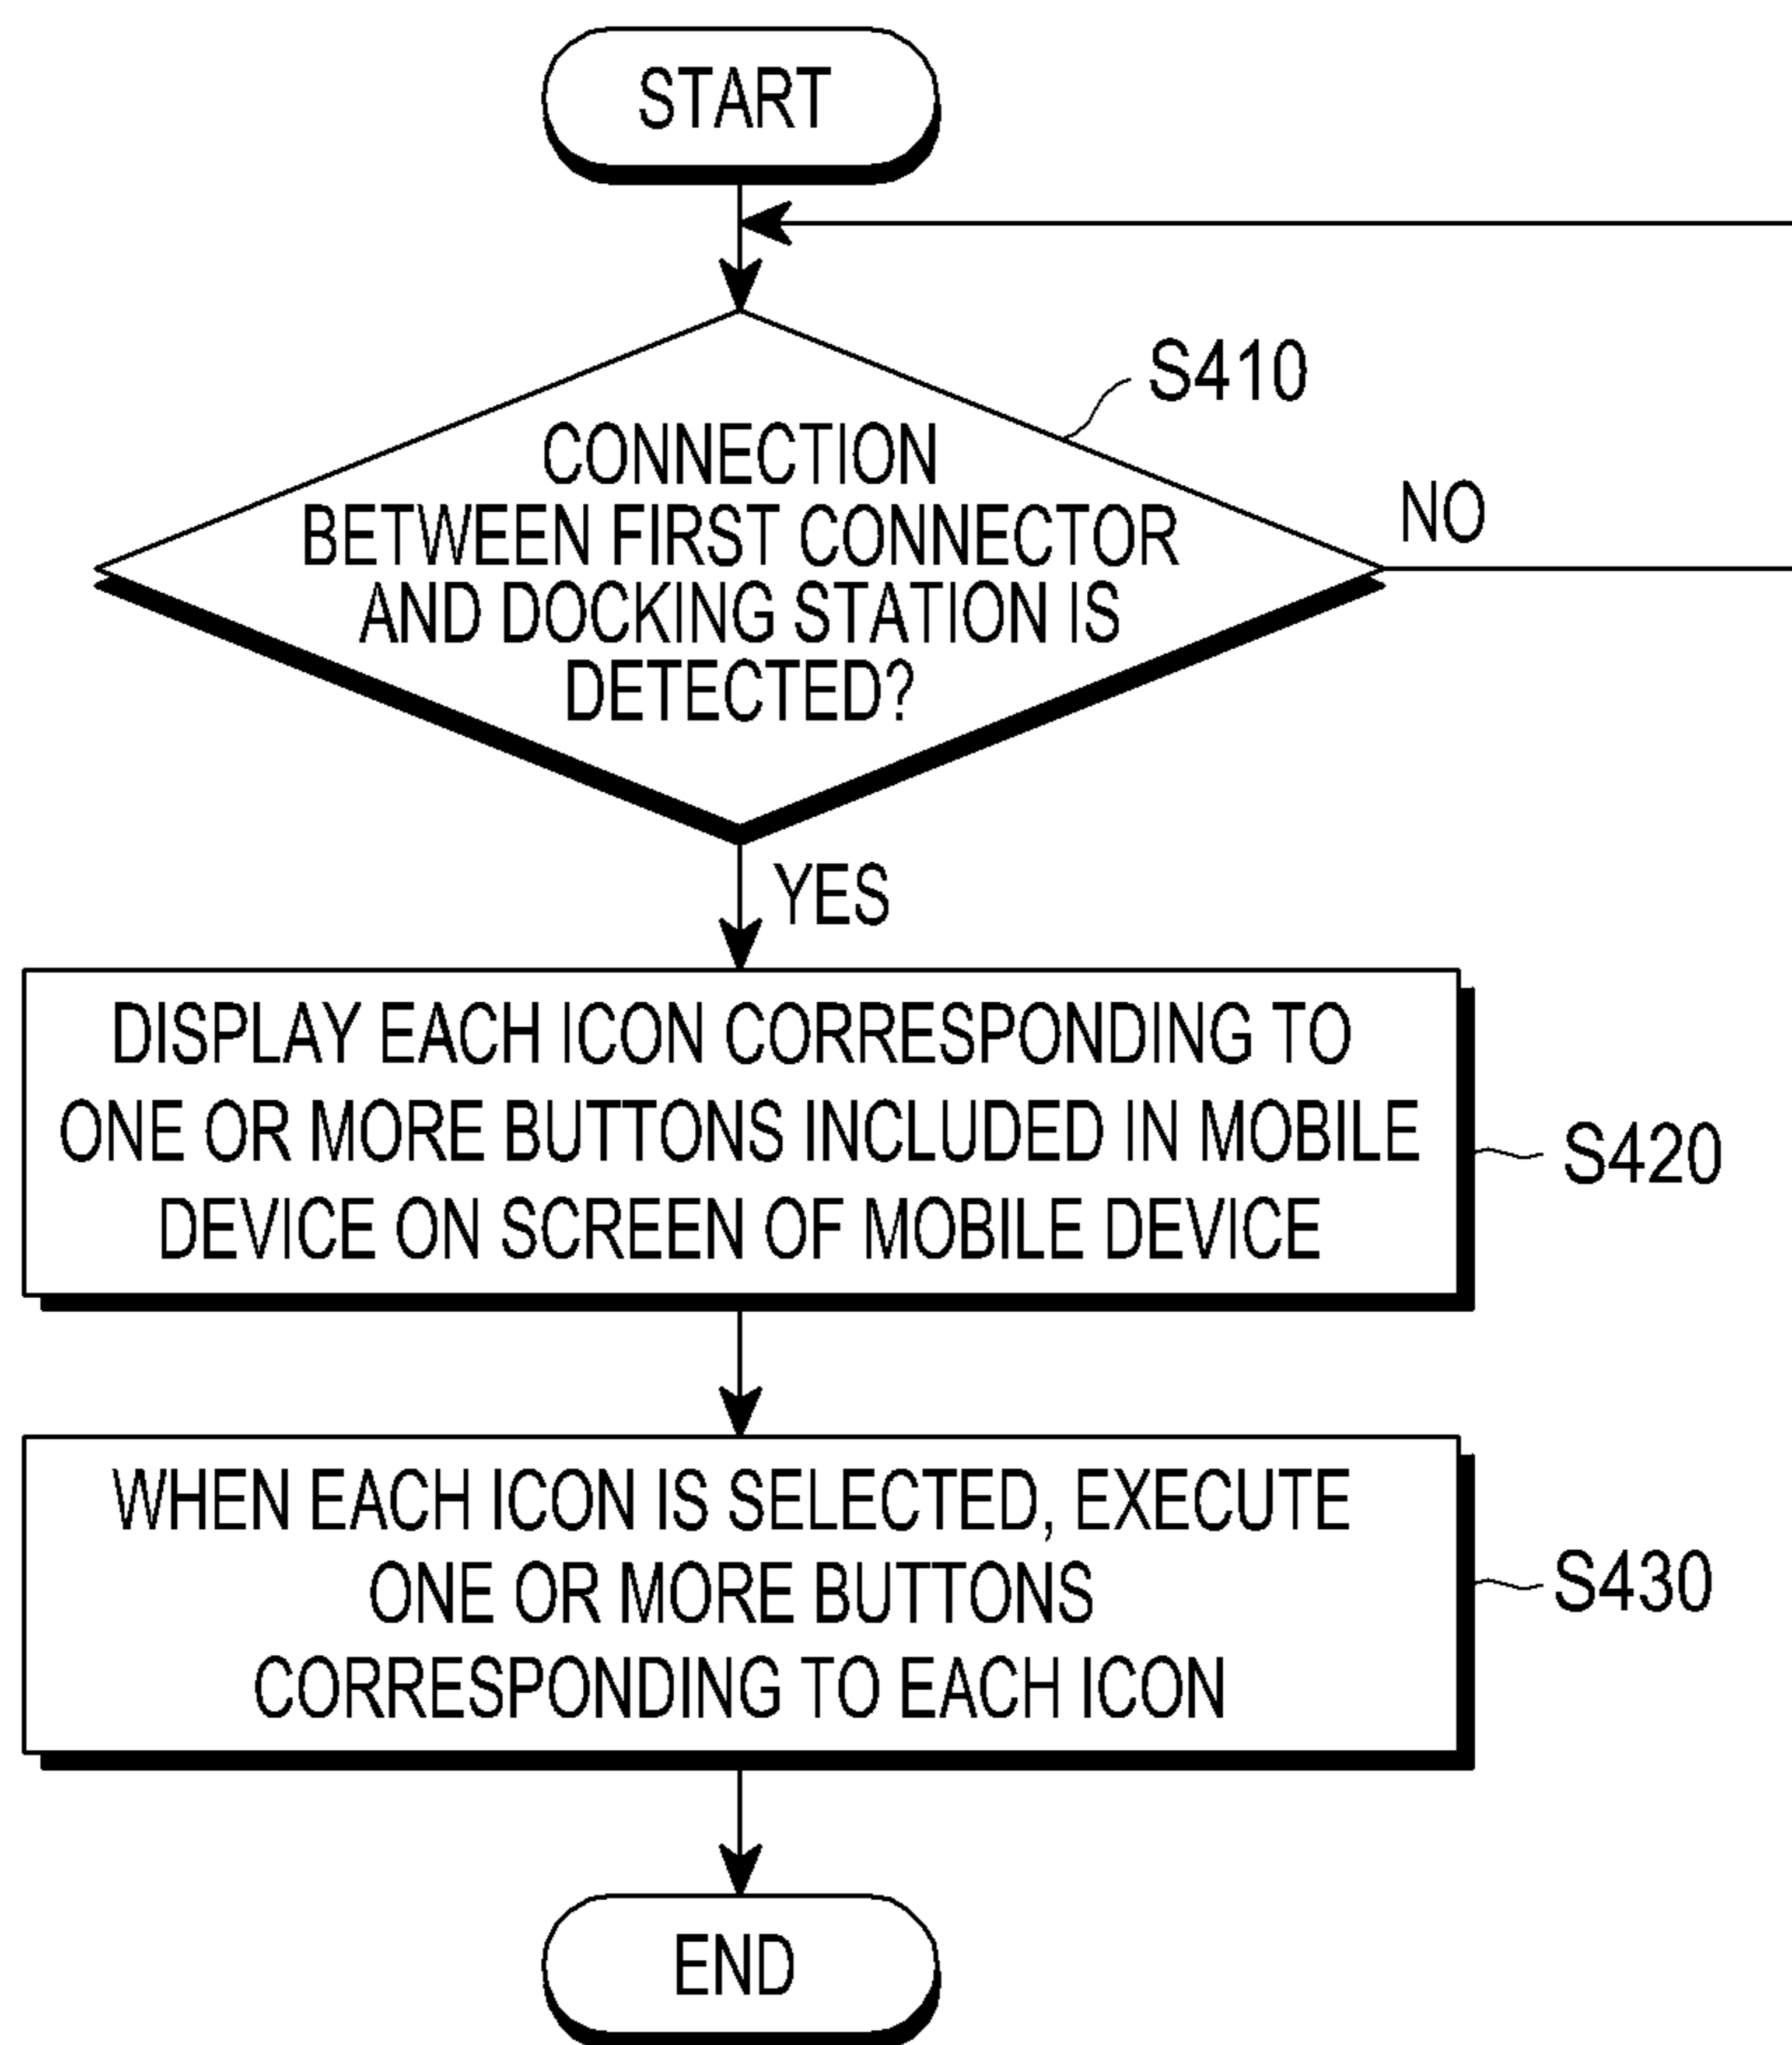 START
S410
CONNECTION
BETWEEN FIRST CONNECTOR
AND DOCKING STATION IS
DETECTED?
NO
YES
DISPLAY EACH ICON CORRESPONDING TO
ONE OR MORE BUTTONS INCLUDED IN MOBILE
DEVICE ON SCREEN OF MOBILE DEVICE
S420
WHEN EACH ICON IS SELECTED, EXECUTE
ONE OR MORE BUTTONS
CORRESPONDING TO EACH ICON
S430
END